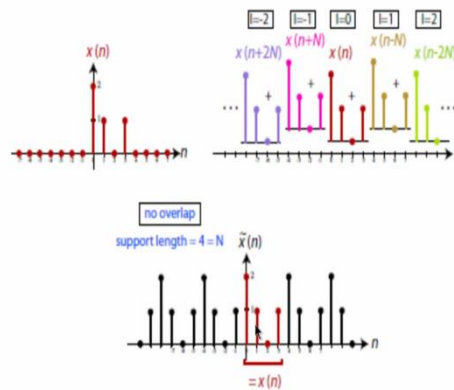 l=-2 l=-1 l=0 l=1 l=2
x(n)
x(n+2N) x(n+N) x(n) x(n-N) x(n-2N)
+ + + +
... ...
2
1
n
no overlap
support length = 4 = N
x̃(n)
2
1
n
= x(n)